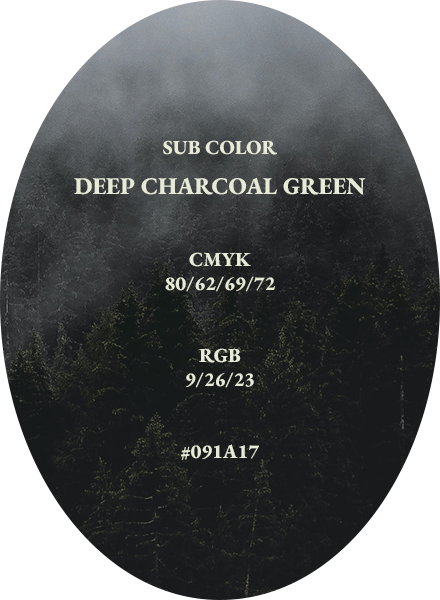 SUB COLOR
DEEP CHARCOAL GREEN
CMYK
80/62/69/72
RGB
9/26/23
#091A17